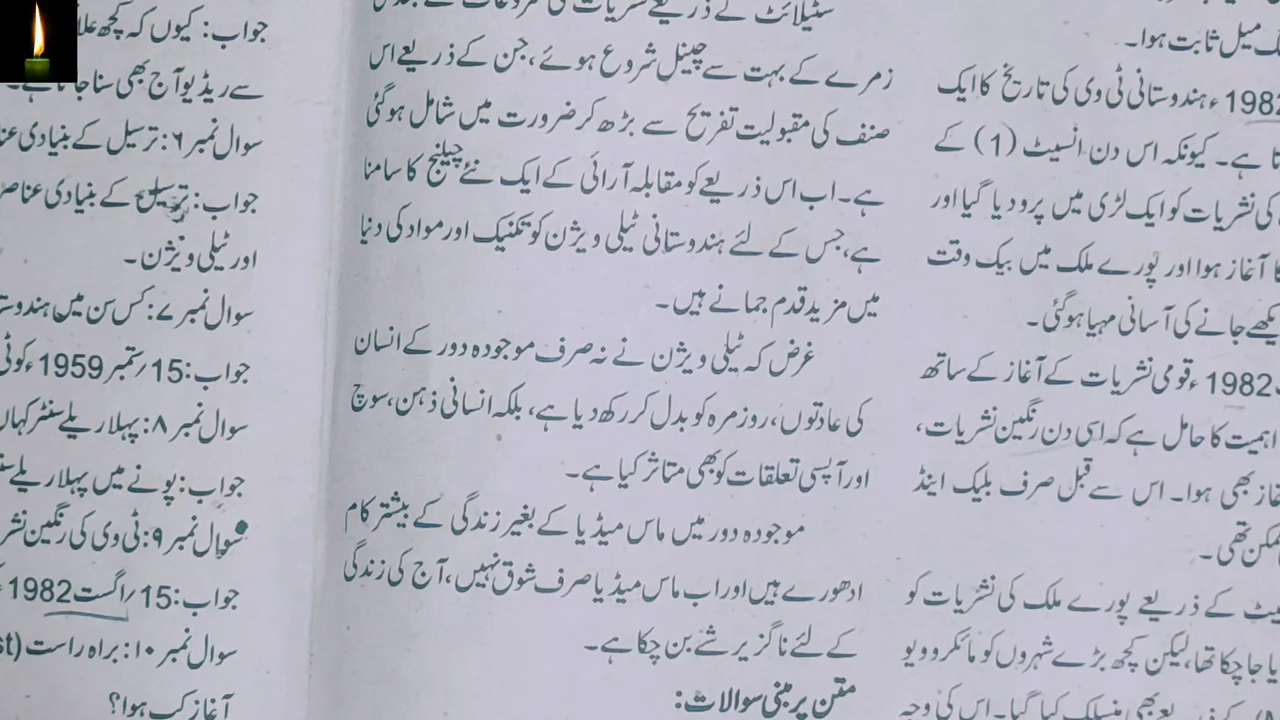 میل ثابت ہوا۔
ء ہندوستانی ٹی وی کی تاریخ کا ایک
ہے۔ کیونکہ اس دن انسیٹ (1) کے
کی نشریات کو ایک لڑی میں پرو دیا گیا اور
آغاز ہوا اور پورے ملک میں بیک وقت
جانے کی آسانی مہیا ہوگئی۔
1982ء قومی نشریات کے آغاز کے ساتھ
اہمیت کا حامل ہے کہ اسی دن رنگین نشریات،
بھی ہوا۔ اس سے قبل صرف بلیک اینڈ
تھی۔
کے ذریعے پورے ملک کی نشریات کو
جا چکا تھا، لیکن کچھ بڑے شہروں کو مائکروویو
بھی منسلک کیا گیا۔ اس کی وجہ
سٹیلائٹ کے ذریعے نشریات کی
زمرے کے بہت سے چینل شروع ہوئے، جن کے ذریعے اس
صنف کی مقبولیت تفریح سے بڑھ کر ضرورت میں شامل ہوگئی
ہے۔ اب اس ذریعے کو مقابلہ آرائی کے ایک نئے چیلنج کا سامنا
ہے، جس کے لئے ہندوستانی ٹیلی ویژن کو تکنیک اور مواد کی دنیا
میں مزید قدم جمانے ہیں۔
غرض کہ ٹیلی ویژن نے نہ صرف موجودہ دور کے انسان
کی عادتوں، روزمرہ کو بدل کر رکھ دیا ہے، بلکہ انسانی ذہن، سوچ
اور آپسی تعلقات کو بھی متاثر کیا ہے۔
موجودہ دور میں ماس میڈیا کے بغیر زندگی کے بیشتر کام
ادھورے ہیں اور اب ماس میڈیا صرف شوق نہیں، آج کی زندگی
کے لئے ناگزیر شے بن چکا ہے۔
متن پر مبنی سوالات:
جواب: کیوں کہ کچھ
سے ریڈیو آج بھی سنا جاتا ہے۔
سوال نمبر ۶: ترسیل کے بنیادی
جواب: ترسیل کے بنیادی عناصر
اور ٹیلی ویژن۔
سوال نمبر ۷: کس سن میں
جواب: 15؍ ستمبر 1959ء کو
سوال نمبر ۸: پہلا ریلے سنٹر کہاں
جواب: پونے میں پہلا ریلے
سوال نمبر ۹: ٹی وی کی رنگین
جواب: 15؍ اگست 1982
سوال نمبر ۱۰: براہ راست
آغاز کب ہوا؟